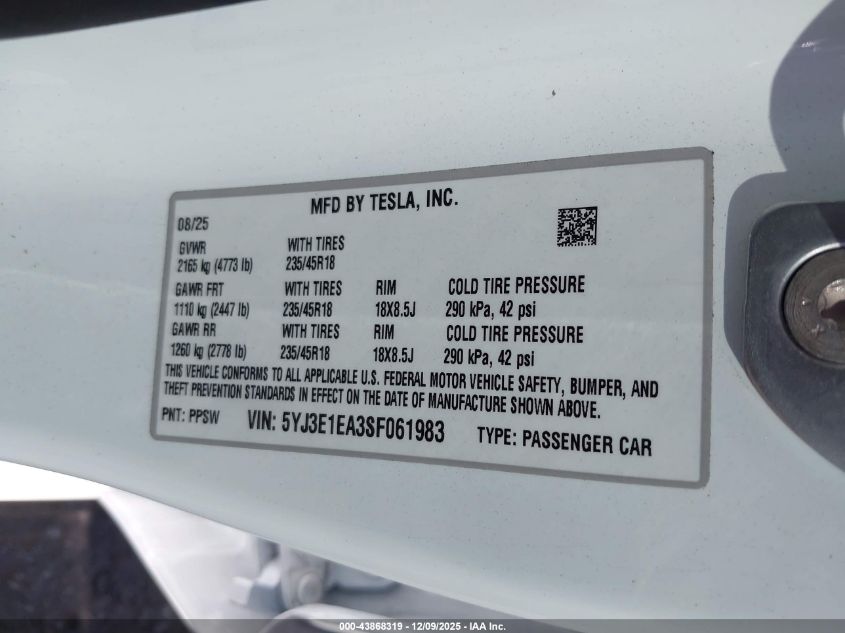 MFD BY TESLA, INC.
08/25
GVWR WITH TIRES
2165 kg (4773 lb) 235/45R18
GAWR FRT WITH TIRES RIM COLD TIRE PRESSURE
1110 kg (2447 lb) 235/45R18 18X8.5J 290 kPa, 42 psi
GAWR RR WITH TIRES RIM COLD TIRE PRESSURE
1260 kg (2778 lb) 235/45R18 18X8.5J 290 kPa, 42 psi
THIS VEHICLE CONFORMS TO ALL APPLICABLE U.S. FEDERAL MOTOR VEHICLE SAFETY, BUMPER, AND
THEFT PREVENTION STANDARDS IN EFFECT ON THE DATE OF MANUFACTURE SHOWN ABOVE.
PNT: PPSW VIN: 5YJ3E1EA3SF061983 TYPE: PASSENGER CAR
000-43868319 - 12/09/2025 - IAA Inc.